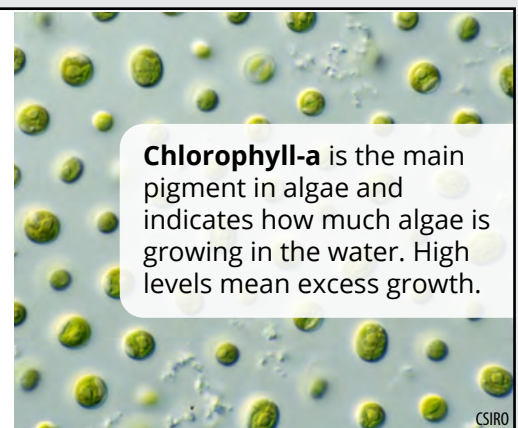 Chlorophyll-a is the main
pigment in algae and
indicates how much algae is
growing in the water. High
levels mean excess growth.
CSIRO